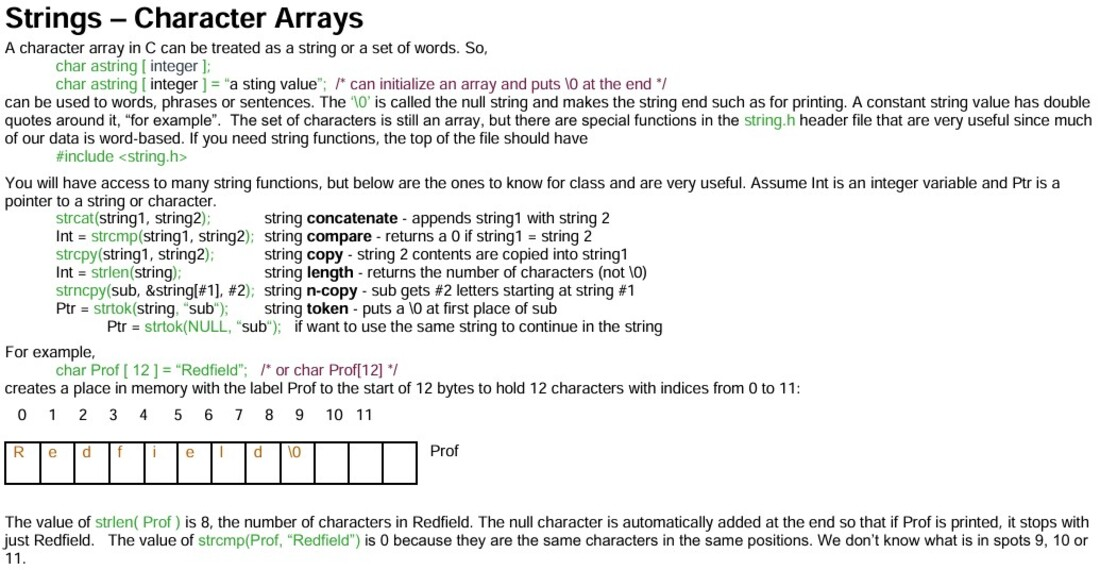 Strings – Character Arrays
A character array in C can be treated as a string or a set of words. So,
char astring [ integer ];
char astring [ integer ] = “a sting value”; /* can initialize an array and puts \0 at the end */
can be used to words, phrases or sentences. The ‘\0’ is called the null string and makes the string end such as for printing. A constant string value has double
quotes around it, “for example”. The set of characters is still an array, but there are special functions in the string.h header file that are very useful since much
of our data is word-based. If you need string functions, the top of the file should have
#include <string.h>
You will have access to many string functions, but below are the ones to know for class and are very useful. Assume Int is an integer variable and Ptr is a
pointer to a string or character.
strcat(string1, string2); string concatenate - appends string1 with string 2
Int = strcmp(string1, string2); string compare - returns a 0 if string1 = string 2
strcpy(string1, string2); string copy - string 2 contents are copied into string1
Int = strlen(string); string length - returns the number of characters (not \0)
strncpy(sub, &string[#1], #2); string n-copy - sub gets #2 letters starting at string #1
Ptr = strtok(string, “sub“); string token - puts a \0 at first place of sub
Ptr = strtok(NULL, “sub“); if want to use the same string to continue in the string
For example,
char Prof [ 12 ] = “Redfield”; /* or char Prof[12] */
creates a place in memory with the label Prof to the start of 12 bytes to hold 12 characters with indices from 0 to 11:
0 1 2 3 4 5 6 7 8 9 10 11
R e d f i e l d \0 Prof
The value of strlen( Prof ) is 8, the number of characters in Redfield. The null character is automatically added at the end so that if Prof is printed, it stops with
just Redfield. The value of strcmp(Prof, “Redfield”) is 0 because they are the same characters in the same positions. We don’t know what is in spots 9, 10 or
11.